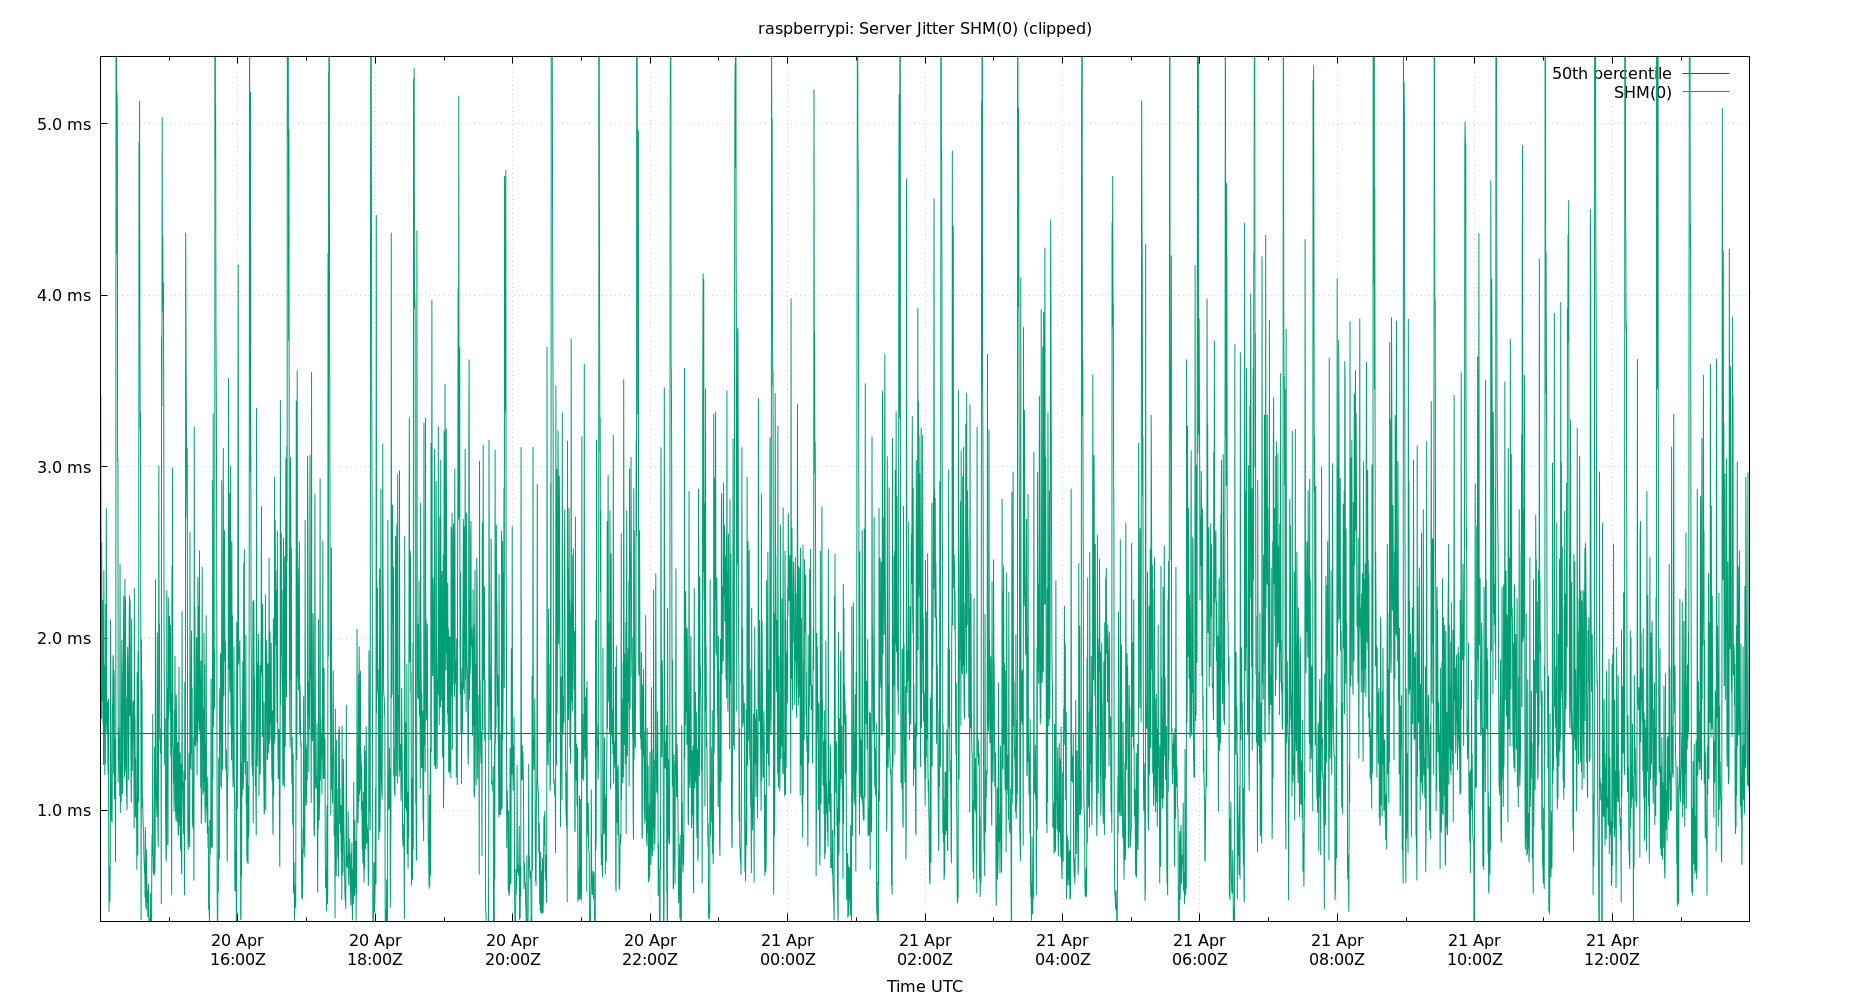 raspberrypi: Server Jitter SHM(0) (clipped)
50th percentile
SHM(0)
5.0 ms
4.0 ms
3.0 ms
2.0 ms
1.0 ms
20 Apr 20 Apr 20 Apr 20 Apr 21 Apr 21 Apr 21 Apr 21 Apr 21 Apr 21 Apr 21 Apr
16:00Z 18:00Z 20:00Z 22:00Z 00:00Z 02:00Z 04:00Z 06:00Z 08:00Z 10:00Z 12:00Z
Time UTC